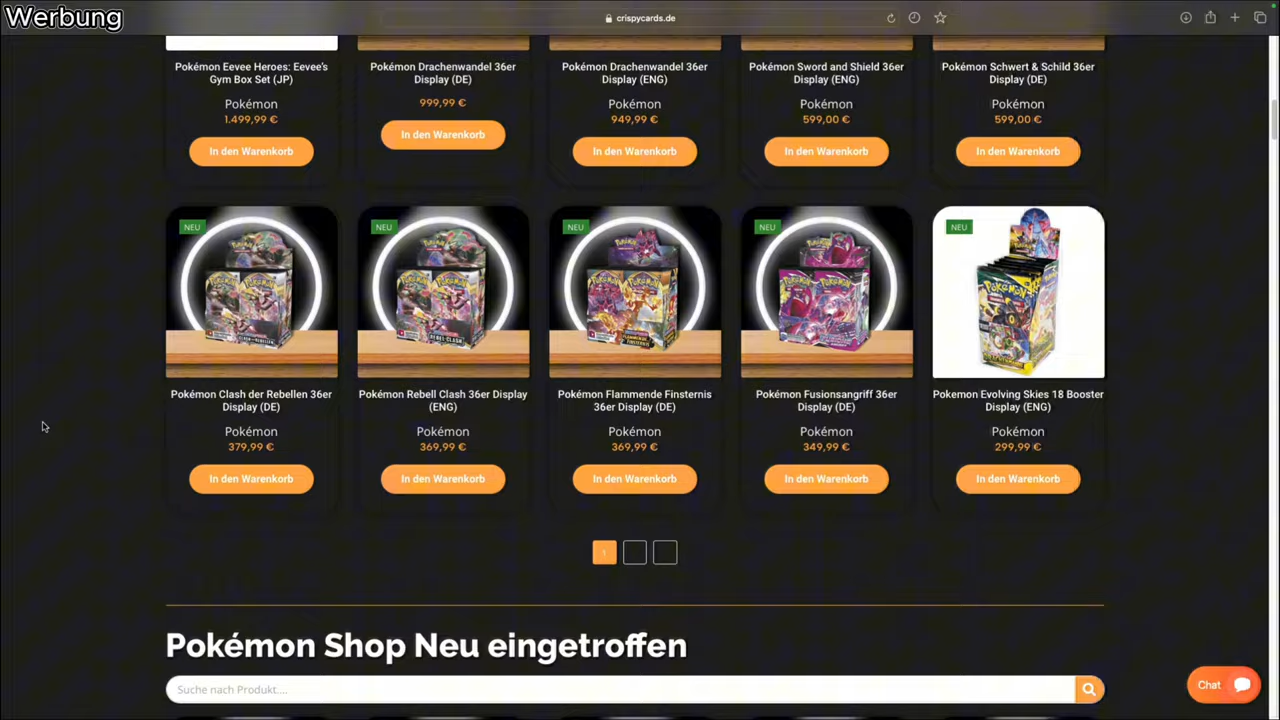 Werbung
crispycards.de
Pokémon Eevee Heroes: Eevee's
Gym Box Set (JP)
Pokémon
1.499,99 €
In den Warenkorb
Pokémon Drachenwandel 36er
Display (DE)
999,99 €
In den Warenkorb
Pokémon Drachenwandel 36er
Display (ENG)
Pokémon
949,99 €
In den Warenkorb
Pokémon Sword and Shield 36er
Display (ENG)
Pokémon
599,00 €
In den Warenkorb
Pokémon Schwert & Schild 36er
Display (DE)
Pokémon
599,00 €
In den Warenkorb
NEU
Pokémon Clash der Rebellen 36er
Display (DE)
Pokémon
379,99 €
In den Warenkorb
NEU
Pokémon Rebell Clash 36er Display
(ENG)
Pokémon
369,99 €
In den Warenkorb
NEU
Pokémon Flammende Finsternis
36er Display (DE)
Pokémon
369,99 €
In den Warenkorb
NEU
Pokémon Fusionsangriff 36er
Display (DE)
Pokémon
349,99 €
In den Warenkorb
NEU
Pokemon Evolving Skies 18 Booster
Display (ENG)
Pokémon
299,99 €
In den Warenkorb
1
Pokémon Shop Neu eingetroffen
Suche nach Produkt....
Chat